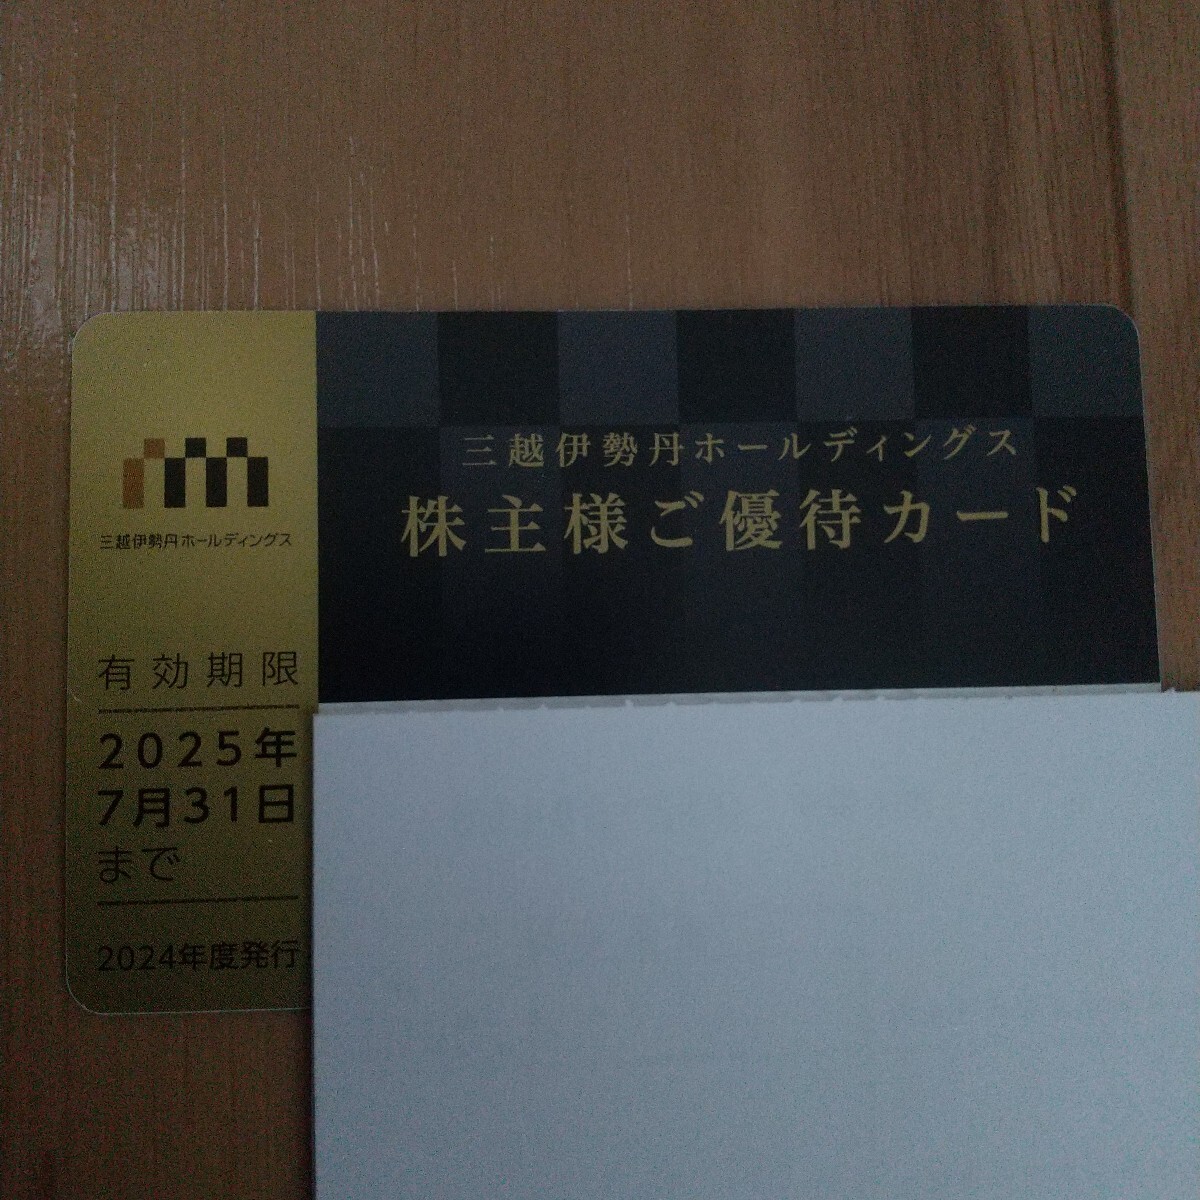 三越伊勢丹ホールディングス
株主様ご優待カード
三越伊勢丹ホールディングス
有効期限
2025年
7月31日
まで
2024年度発行